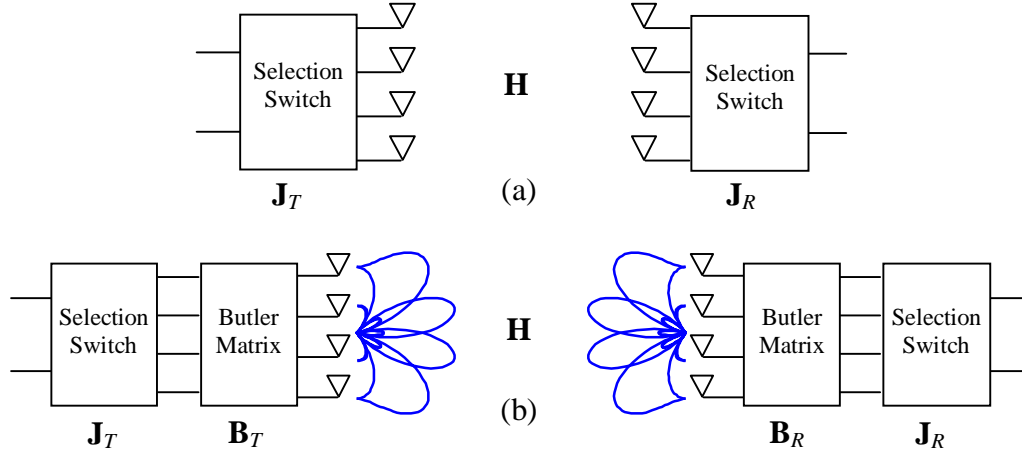 Selection
Switch
H
Selection
Switch
J_T
(a)
J_R
Selection
Switch
Butler
Matrix
H
Butler
Matrix
Selection
Switch
J_T
B_T
(b)
B_R
J_R